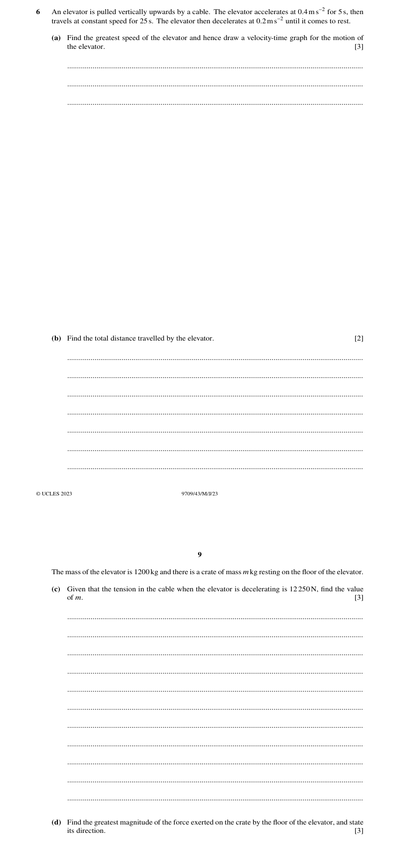 6 An elevator is pulled vertically upwards by a cable. The elevator accelerates at 0.4 m s⁻² for 5 s, then
travels at constant speed for 25 s. The elevator then decelerates at 0.2 m s⁻² until it comes to rest.
(a) Find the greatest speed of the elevator and hence draw a velocity-time graph for the motion of
the elevator. [3]
(b) Find the total distance travelled by the elevator. [2]
© UCLES 2023 9709/43/M/J/23
9
The mass of the elevator is 1200 kg and there is a crate of mass m kg resting on the floor of the elevator.
(c) Given that the tension in the cable when the elevator is decelerating is 12 250 N, find the value
of m. [3]
(d) Find the greatest magnitude of the force exerted on the crate by the floor of the elevator, and state
its direction. [3]